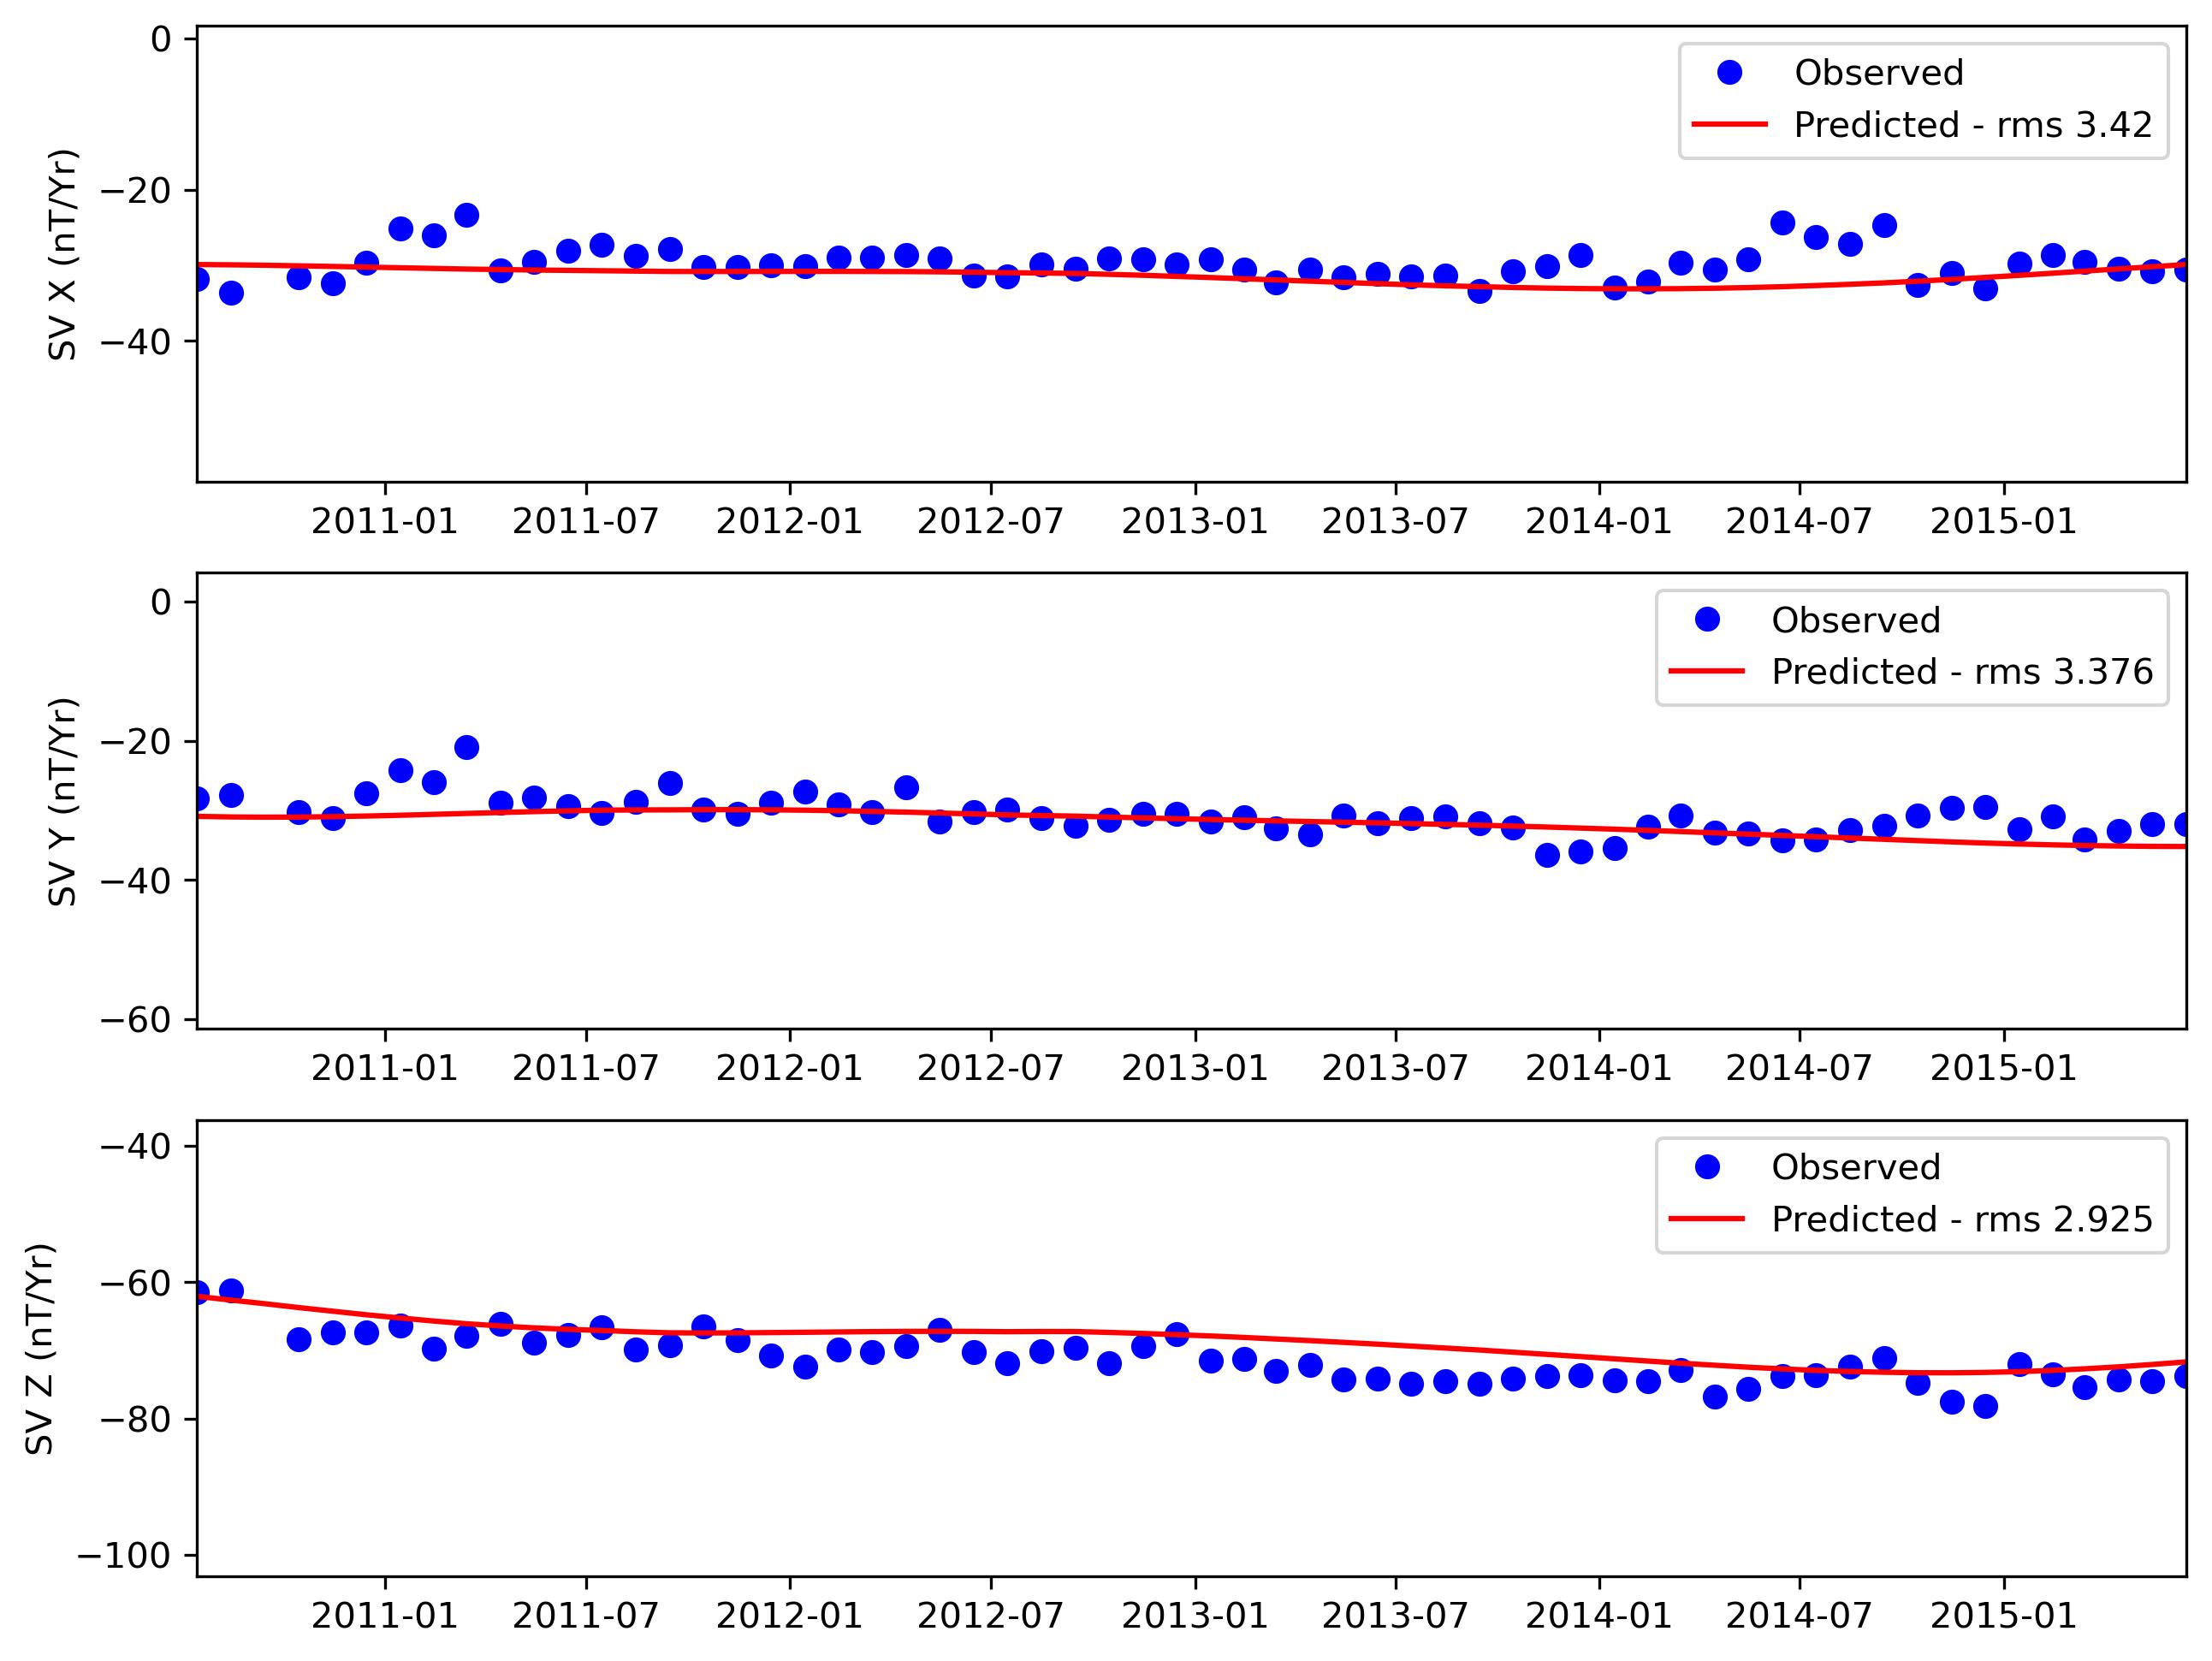 0
−20
−40
SV X (nT/Yr)
Observed
Predicted - rms 3.42
2011-01 2011-07 2012-01 2012-07 2013-01 2013-07 2014-01 2014-07 2015-01
0
−20
−40
−60
SV Y (nT/Yr)
Observed
Predicted - rms 3.376
2011-01 2011-07 2012-01 2012-07 2013-01 2013-07 2014-01 2014-07 2015-01
−40
−60
−80
−100
SV Z (nT/Yr)
Observed
Predicted - rms 2.925
2011-01 2011-07 2012-01 2012-07 2013-01 2013-07 2014-01 2014-07 2015-01